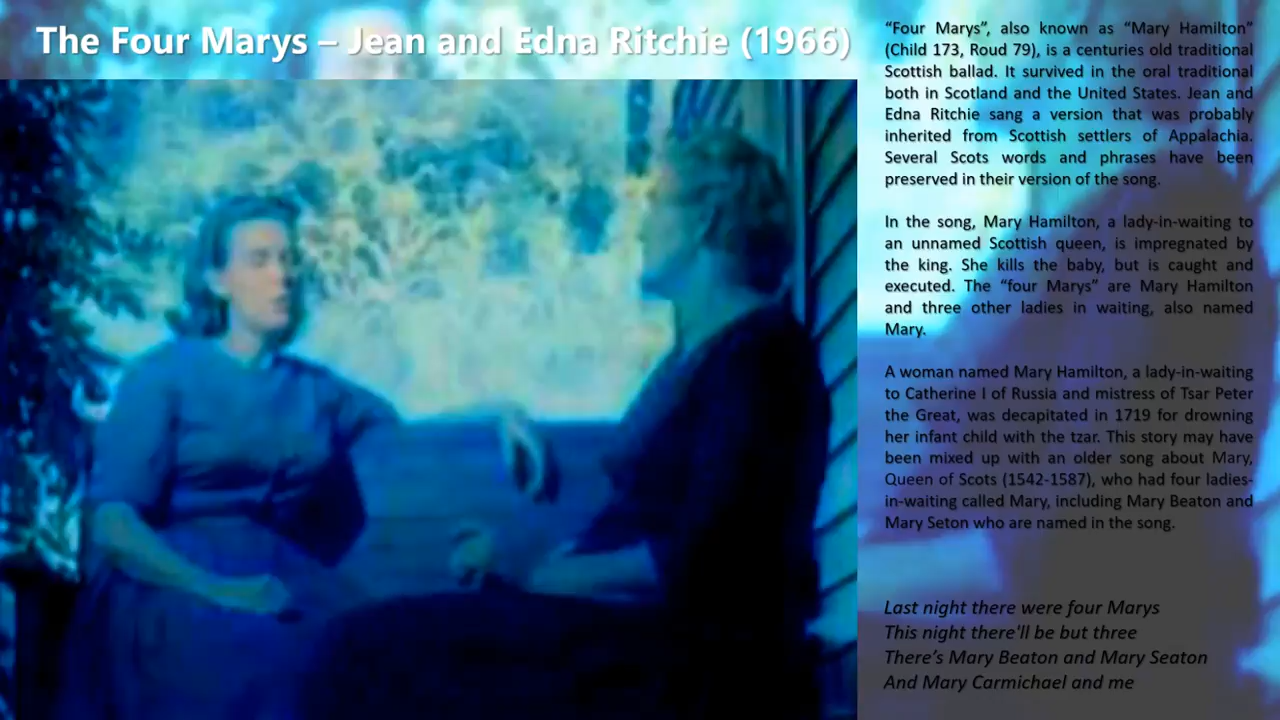 The Four Marys – Jean and Edna Ritchie (1966)
“Four Marys”, also known as “Mary Hamilton”
(Child 173, Roud 79), is a centuries old traditional
Scottish ballad. It survived in the oral traditional
both in Scotland and the United States. Jean and
Edna Ritchie sang a version that was probably
inherited from Scottish settlers of Appalachia.
Several Scots words and phrases have been
preserved in their version of the song.
In the song, Mary Hamilton, a lady-in-waiting to
an unnamed Scottish queen, is impregnated by
the king. She kills the baby, but is caught and
executed. The “four Marys” are Mary Hamilton
and three other ladies in waiting, also named
Mary.
A woman named Mary Hamilton, a lady-in-waiting
to Catherine I of Russia and mistress of Tsar Peter
the Great, was decapitated in 1719 for drowning
her infant child with the tzar. This story may have
been mixed up with an older song about Mary,
Queen of Scots (1542-1587), who had four ladies-
in-waiting called Mary, including Mary Beaton and
Mary Seton who are named in the song.
Last night there were four Marys
This night there'll be but three
There’s Mary Beaton and Mary Seaton
And Mary Carmichael and me